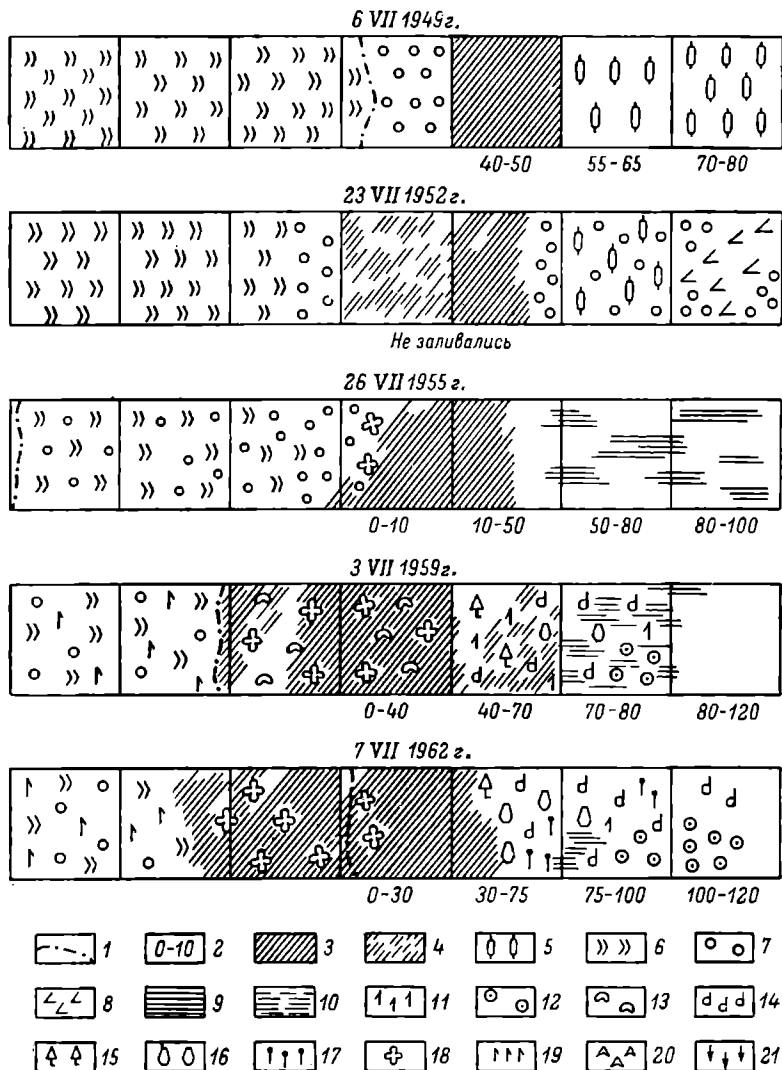 6 VII 1949г.
40-50 55-65 70-80
23 VII 1952г.
Не заливались
26 VII 1955г.
0-10 10-50 50-80 80-100
3 VII 1959г.
0-40 40-70 70-80 80-120
7 VII 1962г.
0-30 30-75 75-100 100-120
1 0-10 2 3 4 5 6 7
8 9 10 11 12 13 14
15 16 17 18 19 20 21